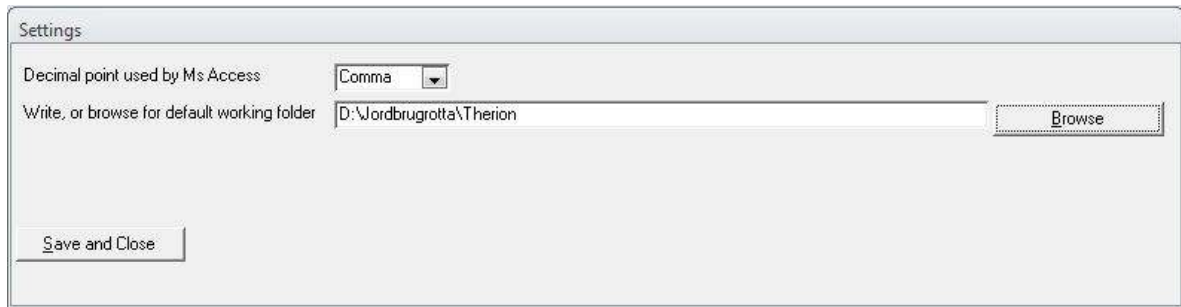 Settings
Decimal point used by Ms Access Comma
Write, or browse for default working folder D:\Jordbrugrotta\Therion Browse
Save and Close